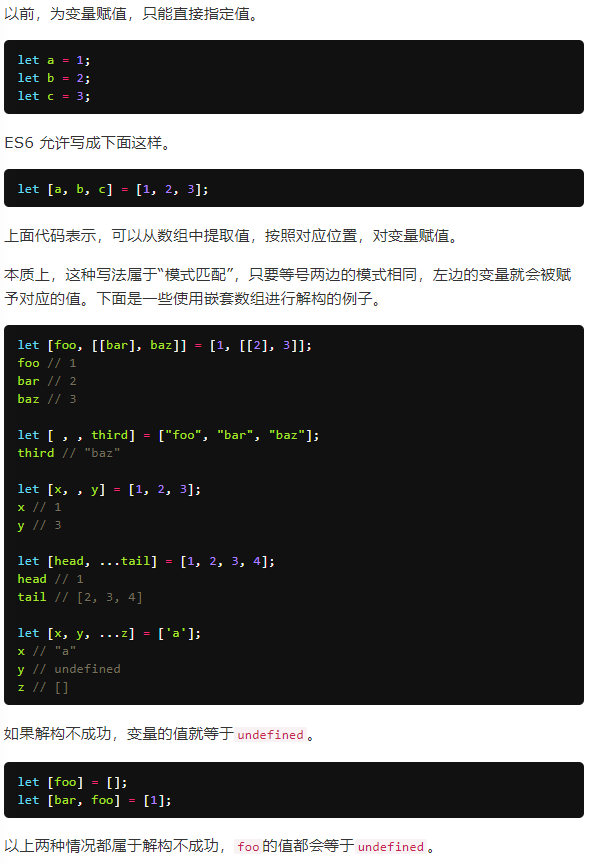 以前，为变量赋值，只能直接指定值。
let a = 1;
let b = 2;
let c = 3;
ES6 允许写成下面这样。
let [a, b, c] = [1, 2, 3];
上面代码表示，可以从数组中提取值，按照对应位置，对变量赋值。
本质上，这种写法属于“模式匹配”，只要等号两边的模式相同，左边的变量就会被赋
予对应的值。下面是一些使用嵌套数组进行解构的例子。
let [foo, [[bar], baz]] = [1, [[2], 3]];
foo // 1
bar // 2
baz // 3
let [ , , third] = ["foo", "bar", "baz"];
third // "baz"
let [x, , y] = [1, 2, 3];
x // 1
y // 3
let [head, ...tail] = [1, 2, 3, 4];
head // 1
tail // [2, 3, 4]
let [x, y, ...z] = ['a'];
x // "a"
y // undefined
z // []
如果解构不成功，变量的值就等于undefined。
let [foo] = [];
let [bar, foo] = [1];
以上两种情况都属于解构不成功，foo的值都会等于undefined。